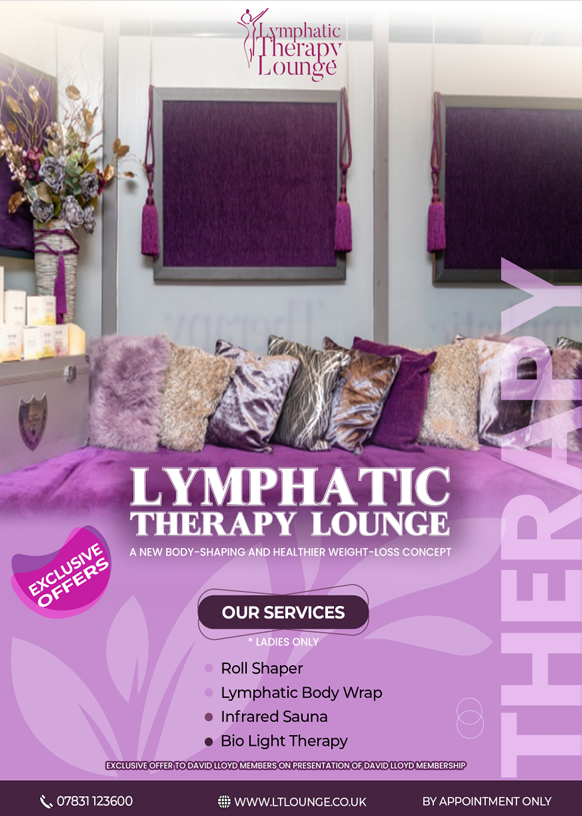 Lymphatic
Therapy
Lounge
THERAPY
LYMPHATIC
THERAPY LOUNGE
A NEW BODY-SHAPING AND HEALTHIER WEIGHT-LOSS CONCEPT
EXCLUSIVE
OFFERS
OUR SERVICES
* LADIES ONLY
Roll Shaper
Lymphatic Body Wrap
Infrared Sauna
Bio Light Therapy
EXCLUSIVE OFFER TO DAVID LLOYD MEMBERS ON PRESENTATION OF DAVID LLOYD MEMBERSHIP
07831 123600
WWW.LTLOUNGE.CO.UK
BY APPOINTMENT ONLY